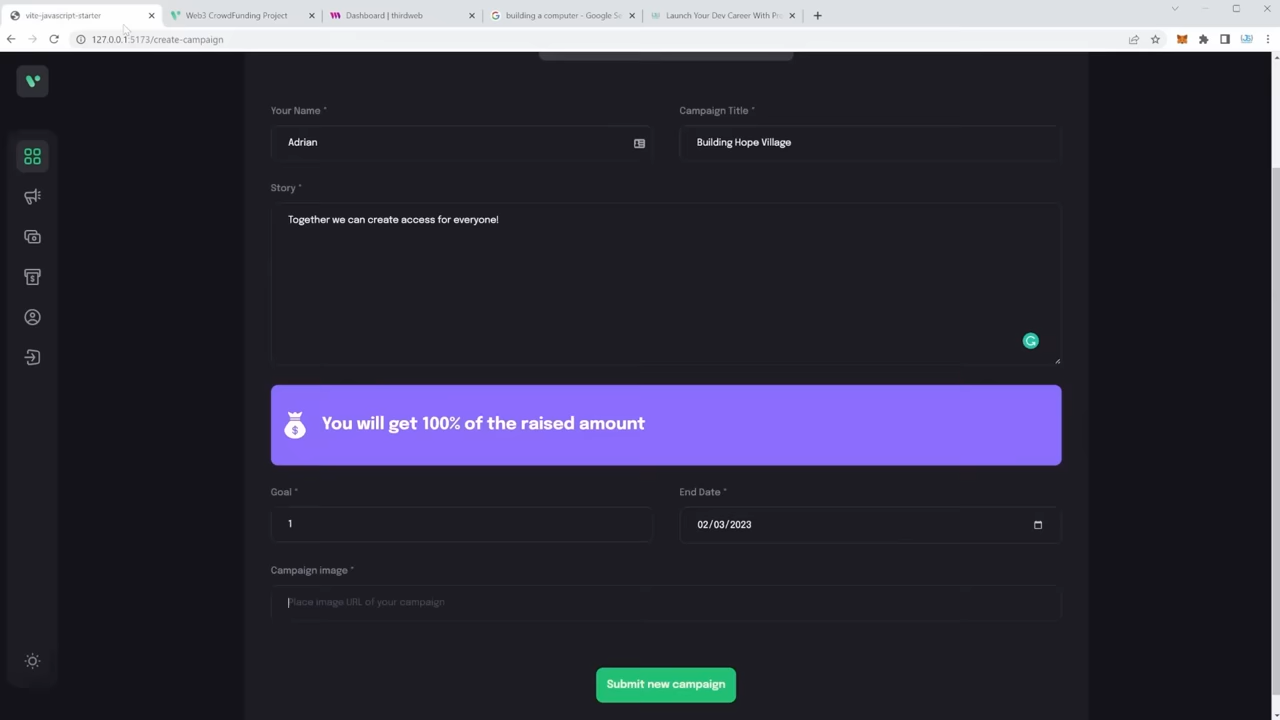 vite-javascript-starter
Web3 CrowdFunding Project
Dashboard | thirdweb
building a computer - Google Se
Launch Your Dev Career With Pro
127.0.0.1:5173/create-campaign
Your Name *
Campaign Title *
Adrian
Building Hope Village
Story *
Together we can create access for everyone!
You will get 100% of the raised amount
Goal *
End Date *
1
02/03/2023
Campaign image *
Place image URL of your campaign
Submit new campaign